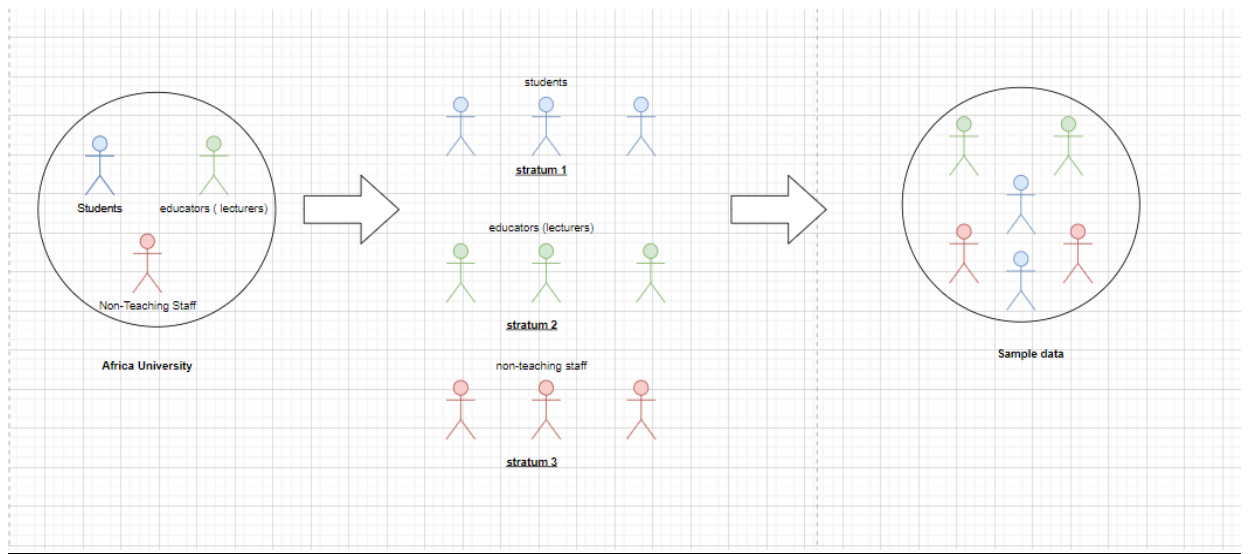 Students
educators ( lecturers)
Non-Teaching Staff
Africa University
students
stratum 1
educators (lecturers)
stratum 2
non-teaching staff
stratum 3
Sample data